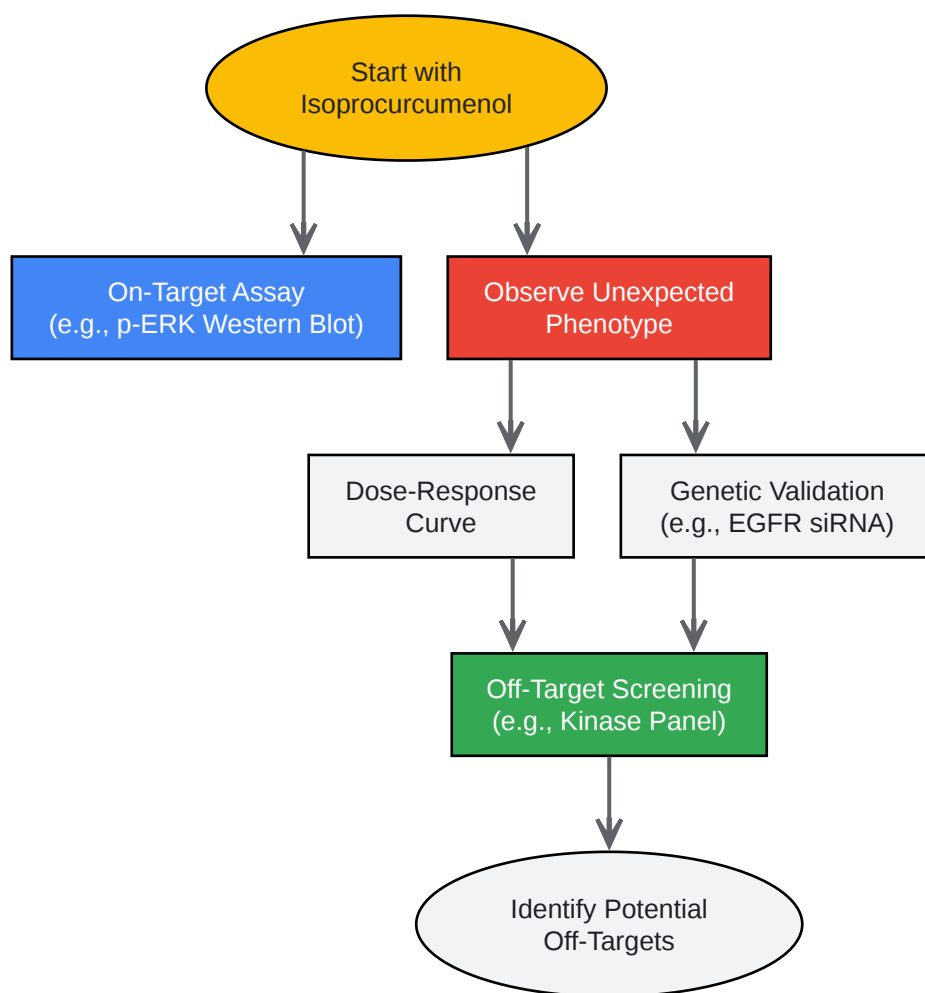 Start with
Isoprocurcumenol
On-Target Assay
(e.g., p-ERK Western Blot)
Observe Unexpected
Phenotype
Dose-Response
Curve
Genetic Validation
(e.g., EGFR siRNA)
Off-Target Screening
(e.g., Kinase Panel)
Identify Potential
Off-Targets